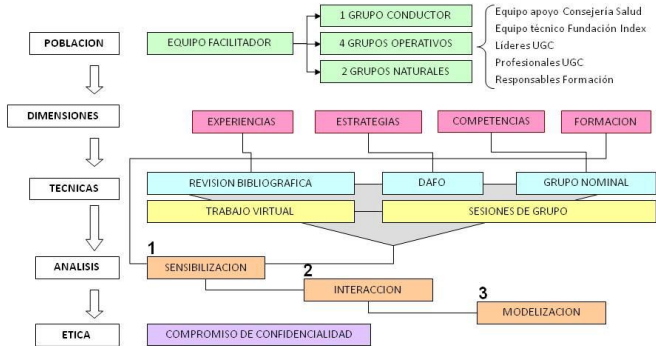 1 GRUPO CONDUCTOR
POBLACION
EQUIPO FACILITADOR
4 GRUPOS OPERATIVOS
2 GRUPOS NATURALES
Equipo apoyo Consejería Salud
Equipo técnico Fundación Index
Líderes UGC
Profesionales UGC
Responsables Formación
DIMENSIONES
EXPERIENCIAS
ESTRATEGIAS
COMPETENCIAS
FORMACION
TECNICAS
REVISION BIBLIOGRAFICA
DAFO
GRUPO NOMINAL
TRABAJO VIRTUAL
SESIONES DE GRUPO
ANALISIS
1
SENSIBILIZACION
2
INTERACCION
3
MODELIZACION
ETICA
COMPROMISO DE CONFIDENCIALIDAD